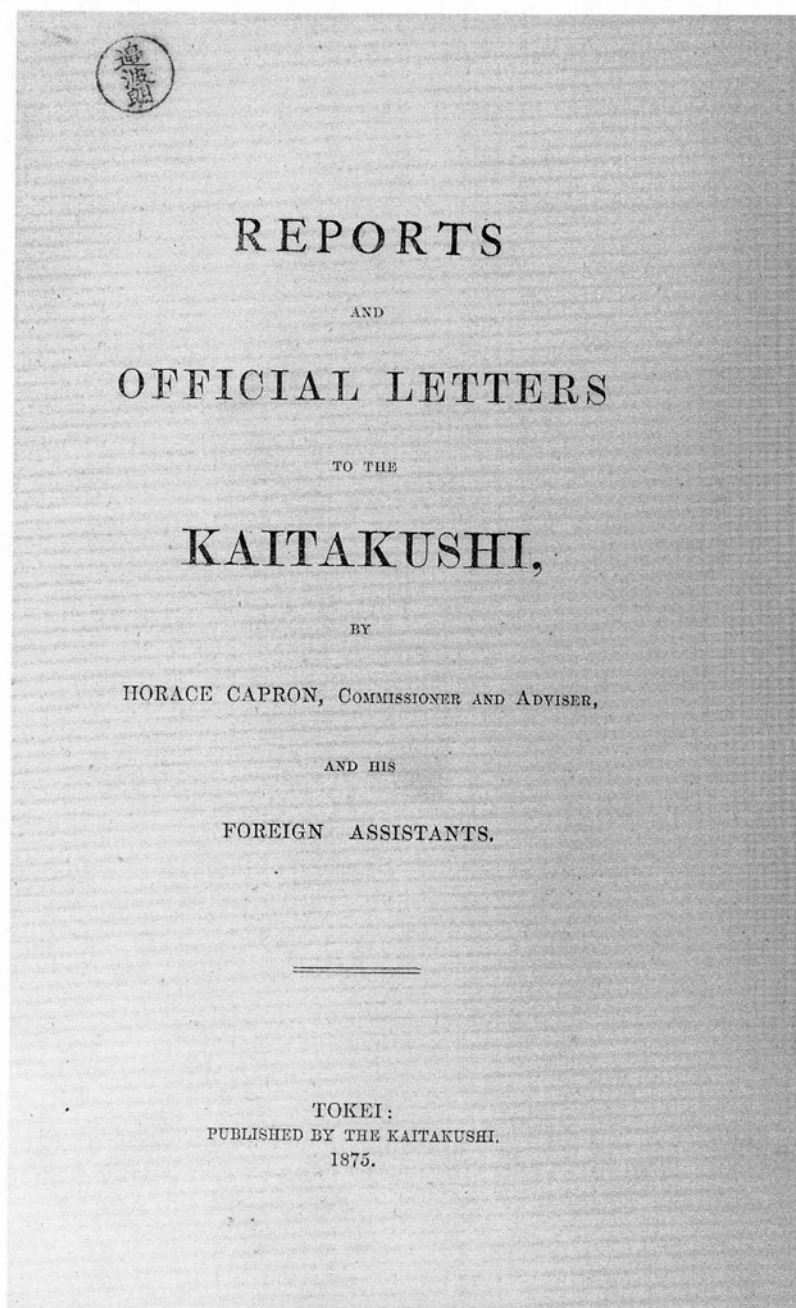 REPORTS
AND
OFFICIAL LETTERS
TO THE
KAITAKUSHI,
BY
HORACE CAPRON, COMMISSIONER AND ADVISER,
AND HIS
FOREIGN ASSISTANTS.
TOKEI:
PUBLISHED BY THE KAITAKUSHI.
1875.